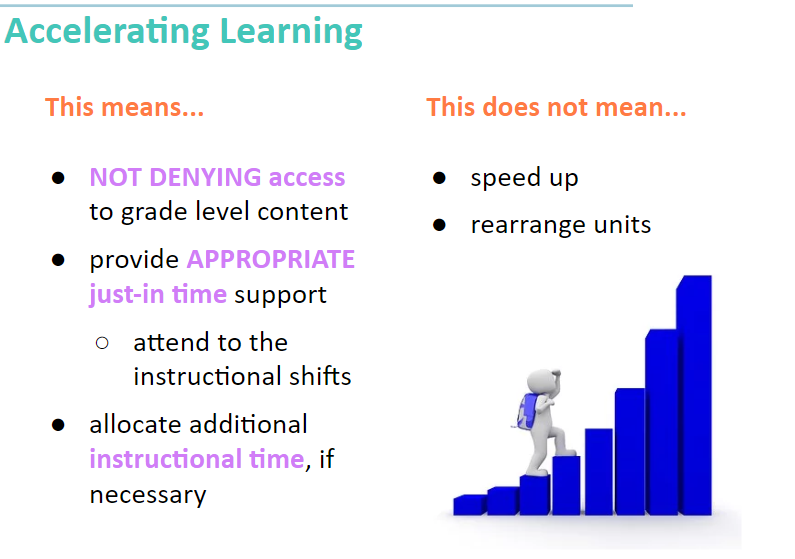 Accelerating Learning
This means...
● NOT DENYING access
to grade level content
● provide APPROPRIATE
just-in time support
○ attend to the
instructional shifts
● allocate additional
instructional time, if
necessary
This does not mean...
● speed up
● rearrange units